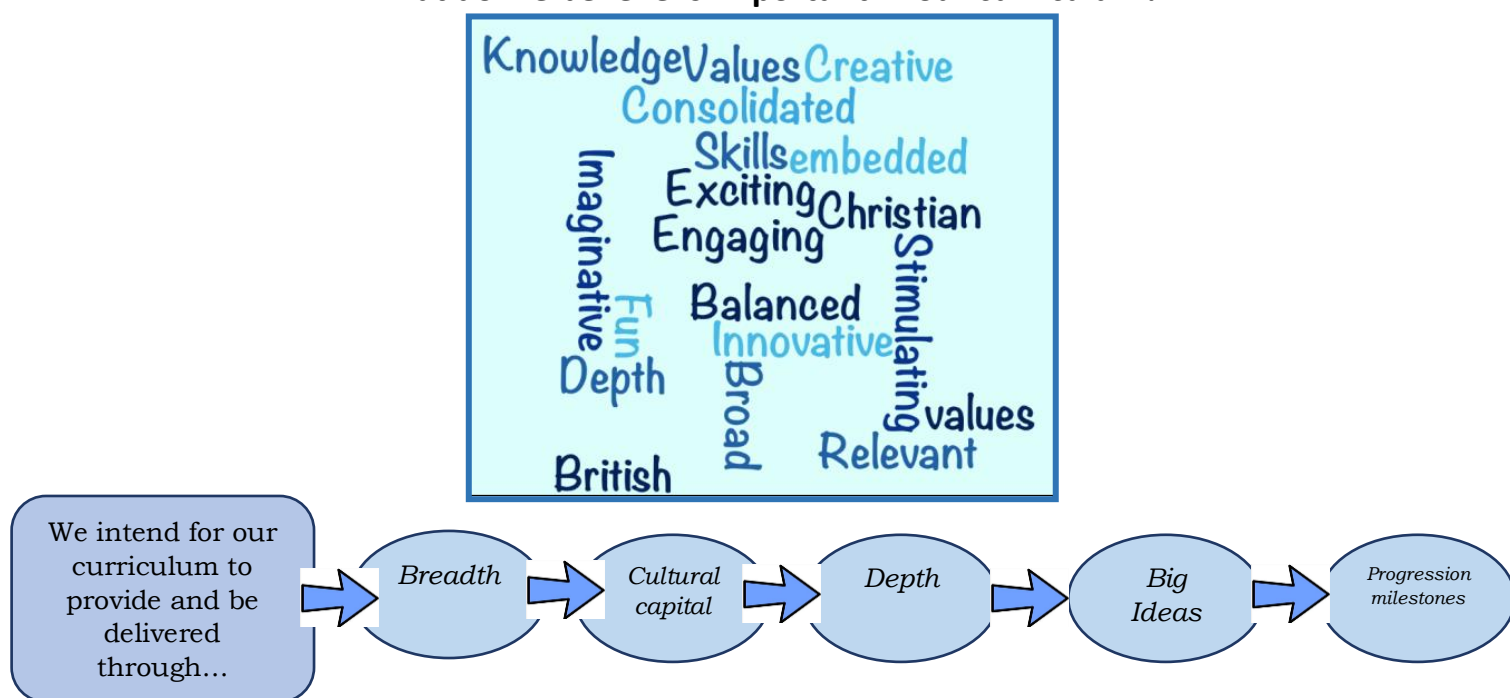 Knowledge Values Creative
Consolidated
Skills embedded
Imaginative
Exciting
Christian
Engaging
Stimulating
Fun
Balanced
Innovative
Depth
Broad
values
Relevant
British
We intend for our
curriculum to
provide and be
delivered
through…
Breadth
Cultural
capital
Depth
Big
Ideas
Progression
milestones